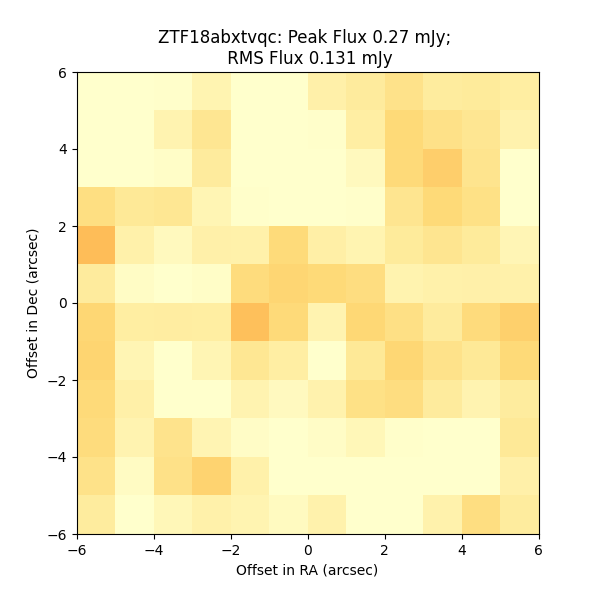 ZTF18abxtvqc: Peak Flux 0.27 mJy;
RMS Flux 0.131 mJy
6
4
2
0
−2
−4
−6
Offset in Dec (arcsec)
−6 −4 −2 0 2 4 6
Offset in RA (arcsec)